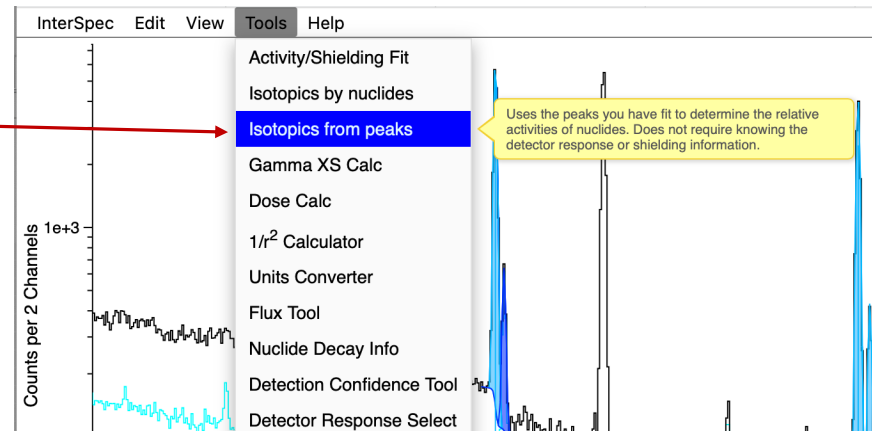 InterSpec Edit View Tools Help
Activity/Shielding Fit
Isotopics by nuclides
Isotopics from peaks
Uses the peaks you have fit to determine the relative
activities of nuclides. Does not require knowing the
detector response or shielding information.
Gamma XS Calc
Dose Calc
1/r² Calculator
Units Converter
Flux Tool
Nuclide Decay Info
Detection Confidence Tool
Detector Response Select
1e+3
Counts per 2 Channels